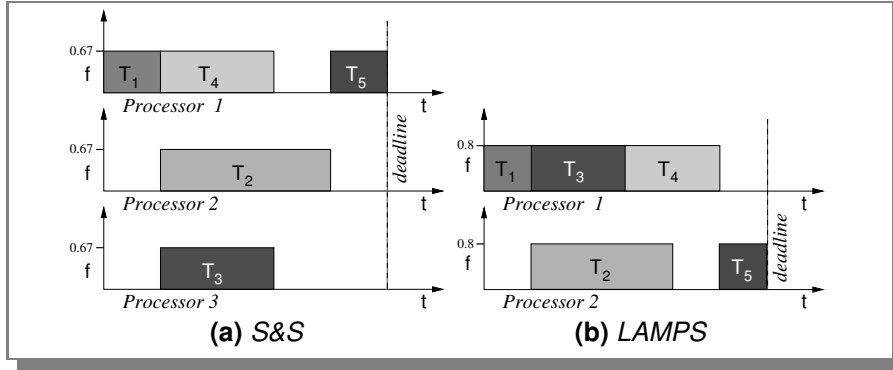 0.67
f
T1
T4
T5
t
Processor 1
0.67
f
T2
t
Processor 2
deadline
0.67
f
T3
t
Processor 3
(a) S&S
0.8
f
T1
T3
T4
t
Processor 1
0.8
f
T2
T5
t
Processor 2
deadline
(b) LAMPS